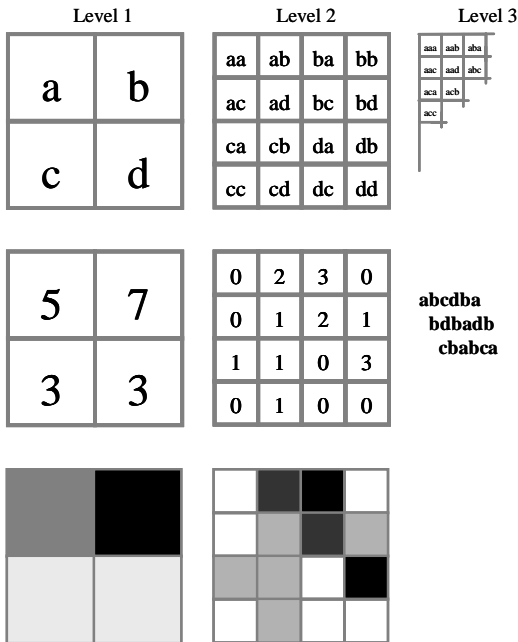 Level 1 Level 2 Level 3
a b
c d
aa ab ba bb
ac ad bc bd
ca cb da db
cc cd dc dd
aaa aab aba
aac aad abc
aca acb
acc
5 7
3 3
0 2 3 0
0 1 2 1
1 1 0 3
0 1 0 0
abcdba
bdbadb
cbabca